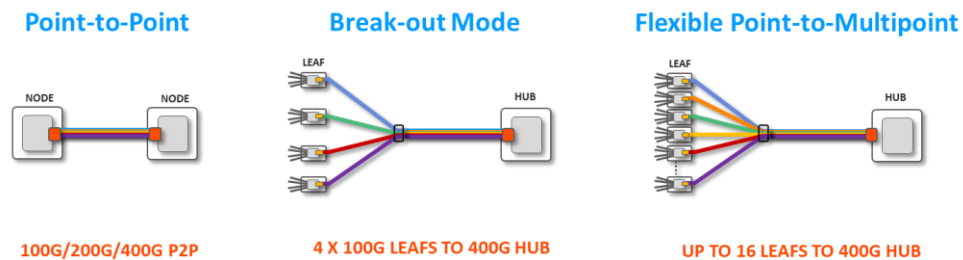 Point-to-Point
Break-out Mode
Flexible Point-to-Multipoint
NODE
NODE
LEAF
HUB
LEAF
HUB
100G/200G/400G P2P
4 X 100G LEAFS TO 400G HUB
UP TO 16 LEAFS TO 400G HUB